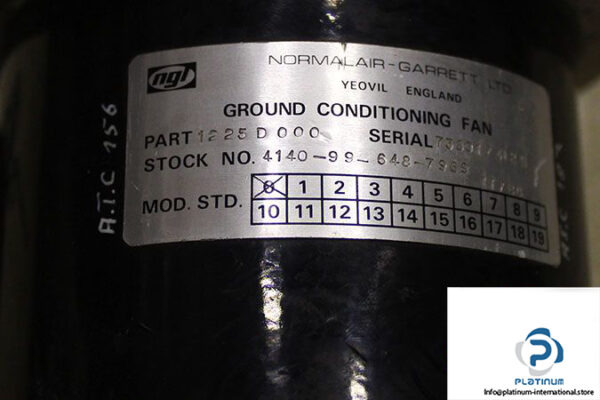 ngl
NORMALAIR-GARRETT LTD
YEOVIL ENGLAND
GROUND CONDITIONING FAN
PART 1225 D 000 SERIAL
STOCK NO. 4140-99-648-7969
MOD. STD. 0 1 2 3 4 5 6 7 8 9
10 11 12 13 14 15 16 17 18 19
A.I.C 156
PLATINUM
Info@platinum-international.store